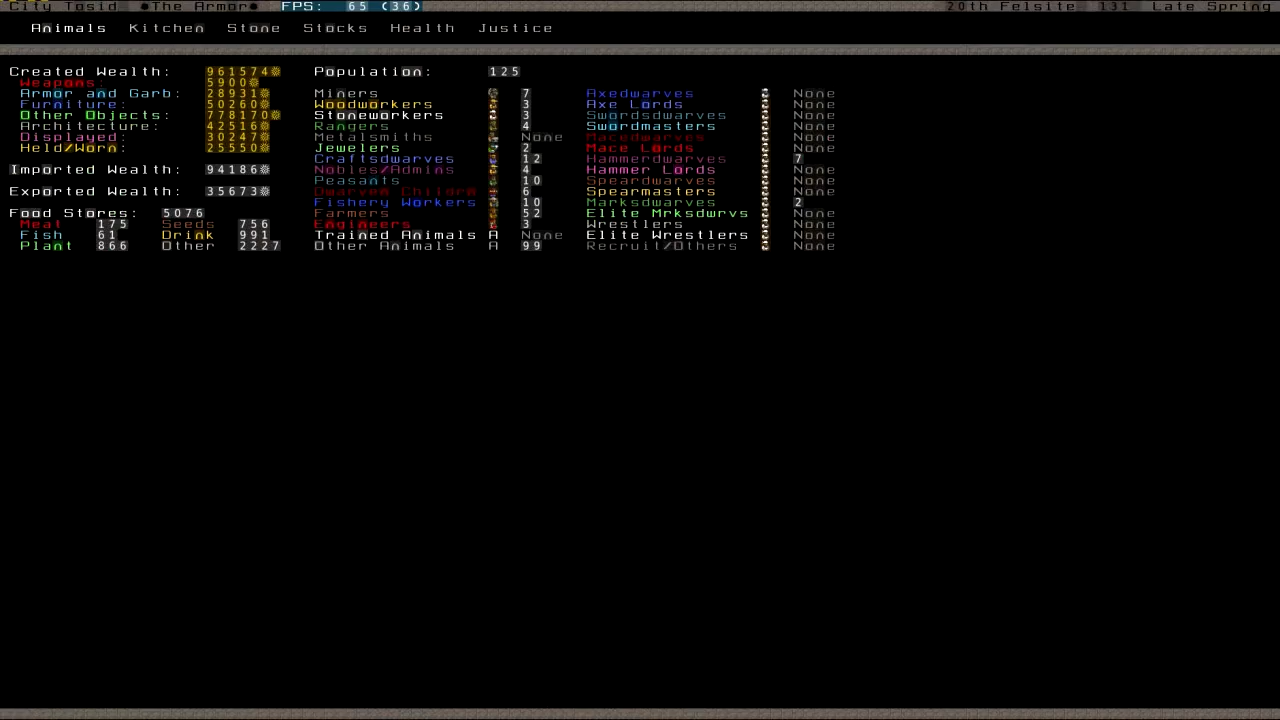 City Tosid •The Armor• FPS: 65 (36) 20th Felsite 131 Late Spring
Animals Kitchen Stone Stocks Health Justice
Created Wealth: 961574☼ Population: 125
Weapons: 5900☼
Armor and Garb: 28931☼ Miners 7 Axedwarves None
Furniture: 50260☼ Woodworkers 3 Axe Lords None
Other Objects: 778170☼ Stoneworkers 3 Swordsdwarves None
Architecture: 42516☼ Rangers 4 Swordmasters None
Displayed: 30247☼ Metalsmiths None Macedwarves None
Held/Worn: 25550☼ Jewelers 2 Mace Lords None
Craftsdwarves 12 Hammerdwarves 7
Imported Wealth: 94186☼ Nobles/Admins 4 Hammer Lords None
Peasants 10 Speardwarves None
Exported Wealth: 35673☼ Dwarven Children 6 Spearmasters None
Fishery Workers 10 Marksdwarves 2
Food Stores: 5076 Farmers 52 Elite Mrksdwrvs None
Meat 175 Seeds 756 Engineers 3 Wrestlers None
Fish 61 Drink 991 Trained Animals A None Elite Wrestlers None
Plant 866 Other 2227 Other Animals A 99 Recruit/Others None